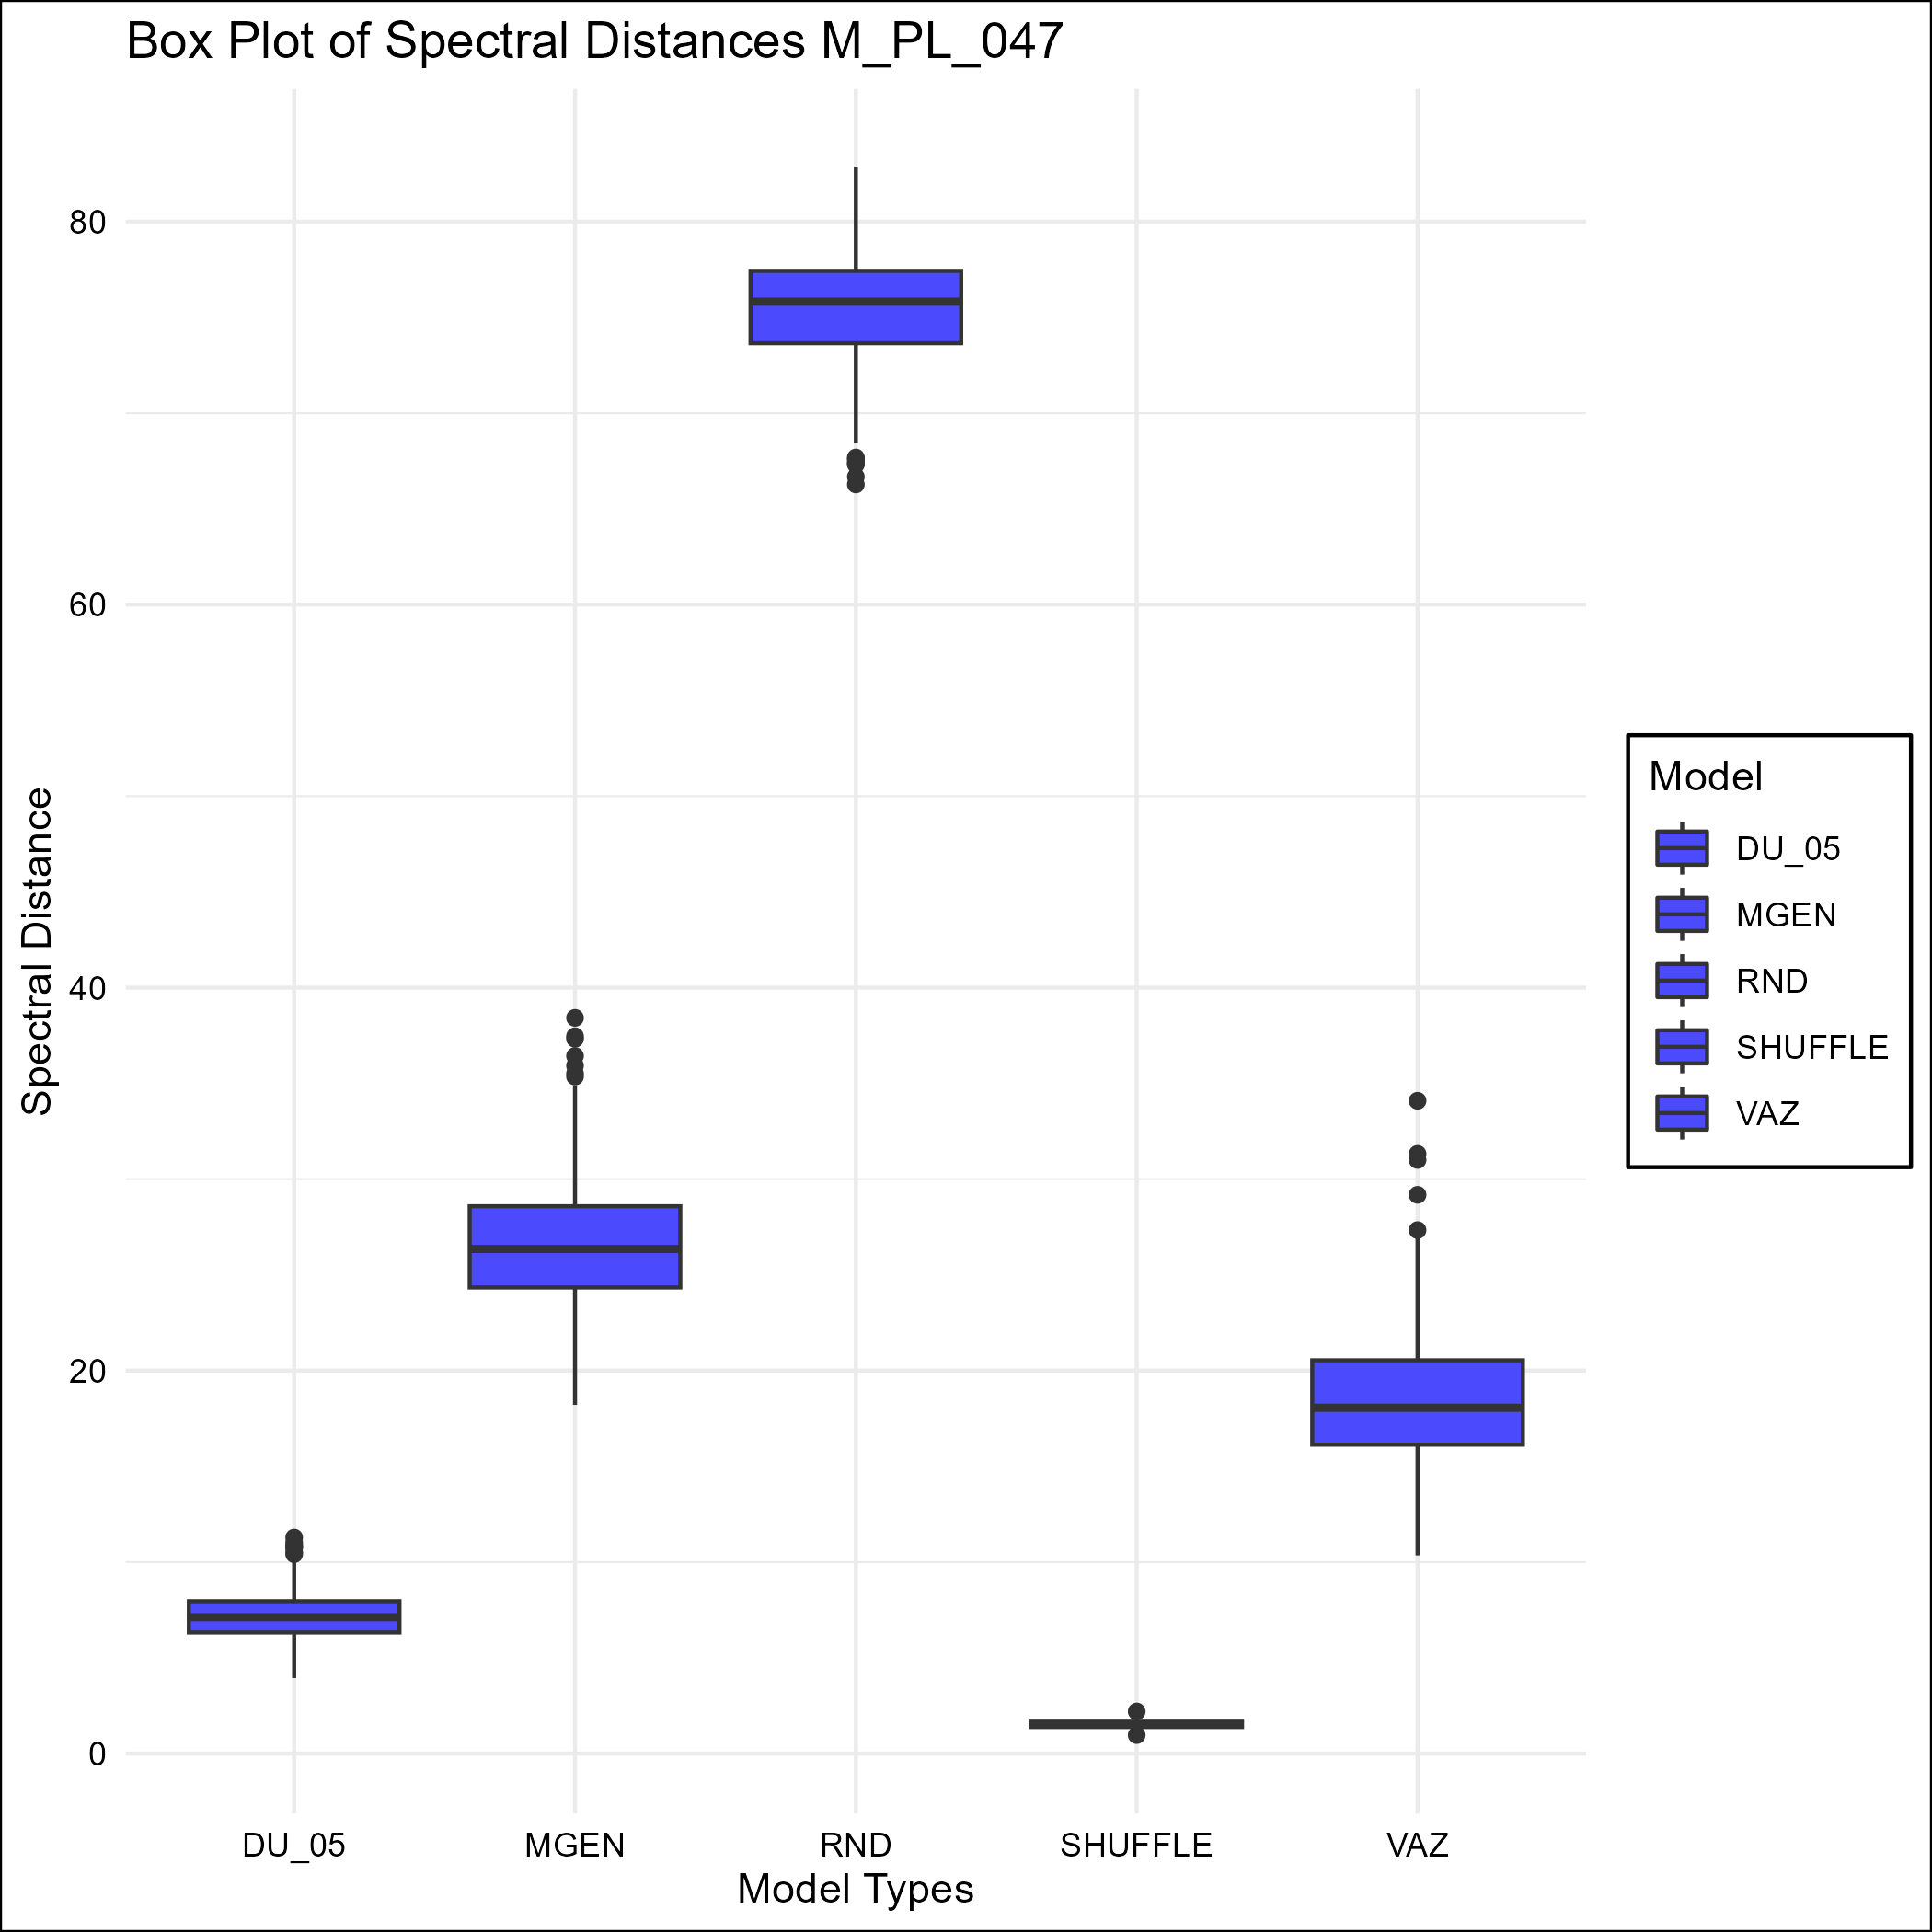 Box Plot of Spectral Distances M_PL_047
Spectral Distance
80
60
40
20
0
DU_05
MGEN
RND
SHUFFLE
VAZ
Model Types
Model
DU_05
MGEN
RND
SHUFFLE
VAZ